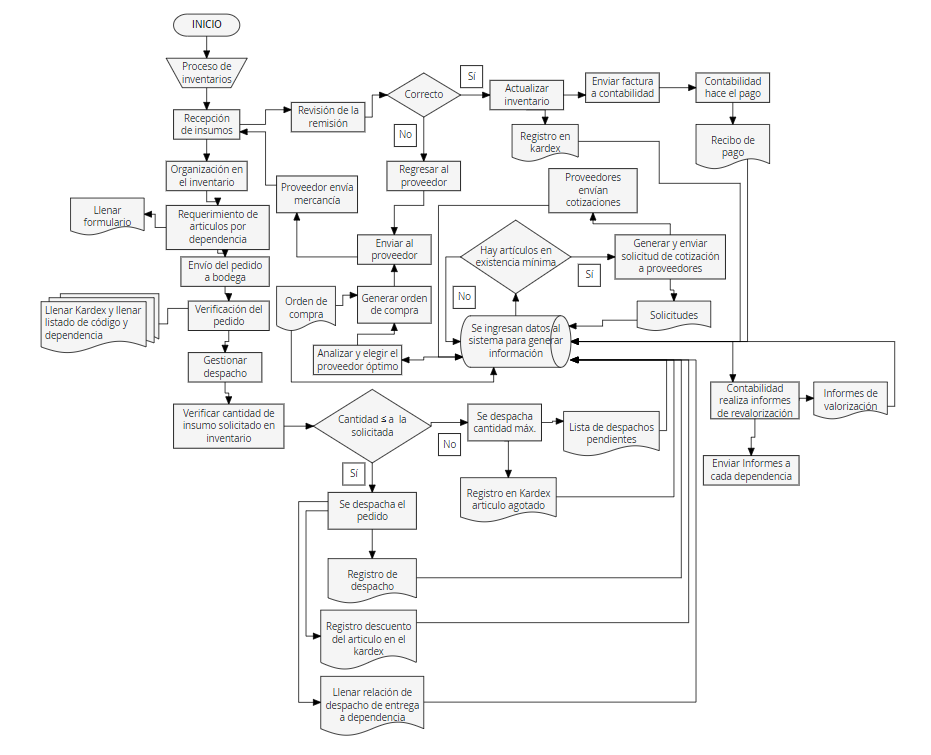 INICIO
Proceso de
inventarios
Recepción
de insumos
Revisión de la
remisión
Correcto
Sí
No
Actualizar
inventario
Enviar factura
a contabilidad
Contabilidad
hace el pago
Registro en
kardex
Recibo de
pago
Organización en
el inventario
Proveedor envía
mercancía
Regresar al
proveedor
Proveedores
envían
cotizaciones
Llenar
formulario
Requerimiento de
articulos por
dependencia
Enviar al
proveedor
Hay artículos en
existencia mínima
Sí
No
Generar y enviar
solicitud de cotización
a proveedores
Envío del pedido
a bodega
Orden de
compra
Generar orden
de compra
Solicitudes
Llenar Kardex y llenar
listado de código y
dependencia
Verificación del
pedido
Se ingresan datos al
sistema para generar
información
Gestionar
despacho
Analizar y elegir el
proveedor óptimo
Contabilidad
realiza informes
de revalorización
Informes de
valorización
Verificar cantidad de
insumo solicitado en
inventario
Cantidad ≤ a la
solicitada
No
Sí
Se despacha
cantidad máx.
Lista de despachos
pendientes
Enviar Informes a
cada dependencia
Registro en Kardex
articulo agotado
Se despacha el
pedido
Registro de
despacho
Registro descuento
del articulo en el
kardex
Llenar relación de
despacho de entrega
a dependencia